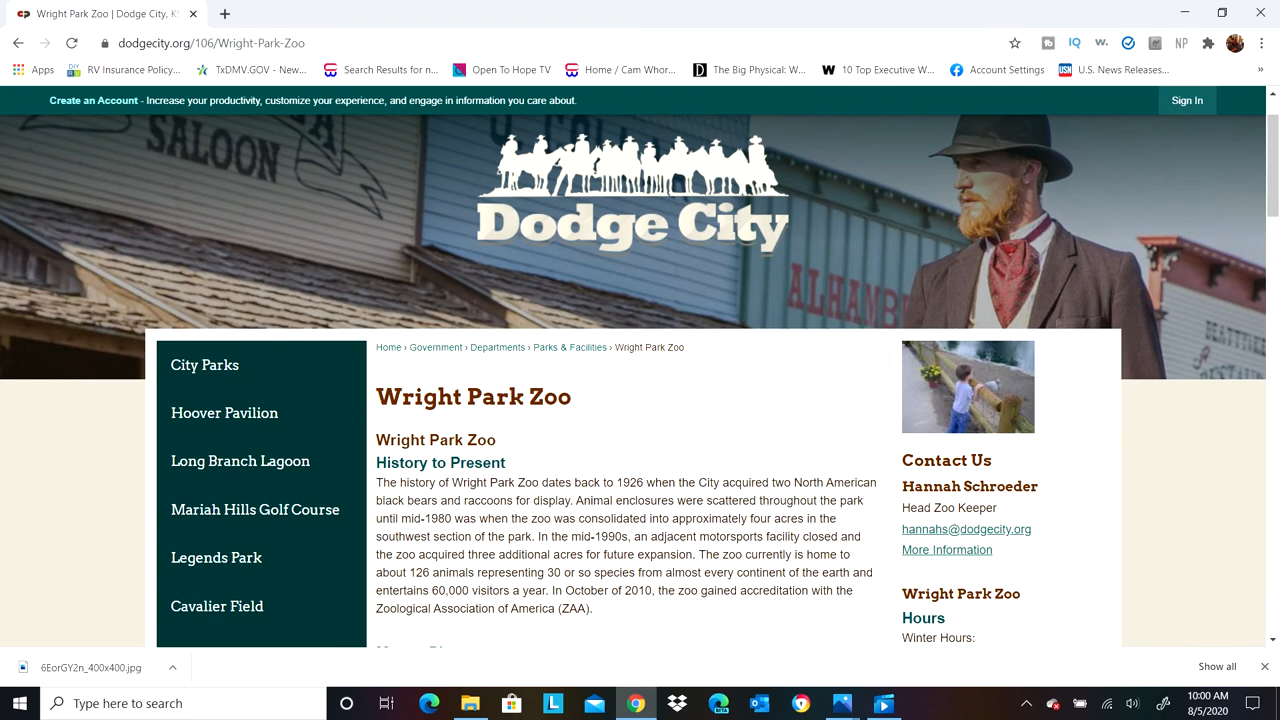 Wright Park Zoo | Dodge City, K
dodgecity.org/106/Wright-Park-Zoo
IQ
w.
NP
Apps
DIY
RV Insurance Policy...
TxDMV.GOV - New...
Search Results for n...
Open To Hope TV
Home / Cam Whor...
D
The Big Physical: W...
W
10 Top Executive W...
Account Settings
USN
U.S. News Releases...
»
Create an Account - Increase your productivity, customize your experience, and engage in information you care about.
Sign In
SALOON
Dodge City
ALHAMB
City Parks
Hoover Pavilion
Long Branch Lagoon
Mariah Hills Golf Course
Legends Park
Cavalier Field
Home › Government › Departments › Parks & Facilities › Wright Park Zoo
Wright Park Zoo
Wright Park Zoo
History to Present
The history of Wright Park Zoo dates back to 1926 when the City acquired two North American
black bears and raccoons for display. Animal enclosures were scattered throughout the park
until mid-1980 was when the zoo was consolidated into approximately four acres in the
southwest section of the park. In the mid-1990s, an adjacent motorsports facility closed and
the zoo acquired three additional acres for future expansion. The zoo currently is home to
about 126 animals representing 30 or so species from almost every continent of the earth and
entertains 60,000 visitors a year. In October of 2010, the zoo gained accreditation with the
Zoological Association of America (ZAA).
Contact Us
Hannah Schroeder
Head Zoo Keeper
hannahs@dodgecity.org
More Information
Wright Park Zoo
Hours
Winter Hours:
6EorGY2n_400x400.jpg
Show all
Type here to search
L
BETA
10:00 AM
8/5/2020